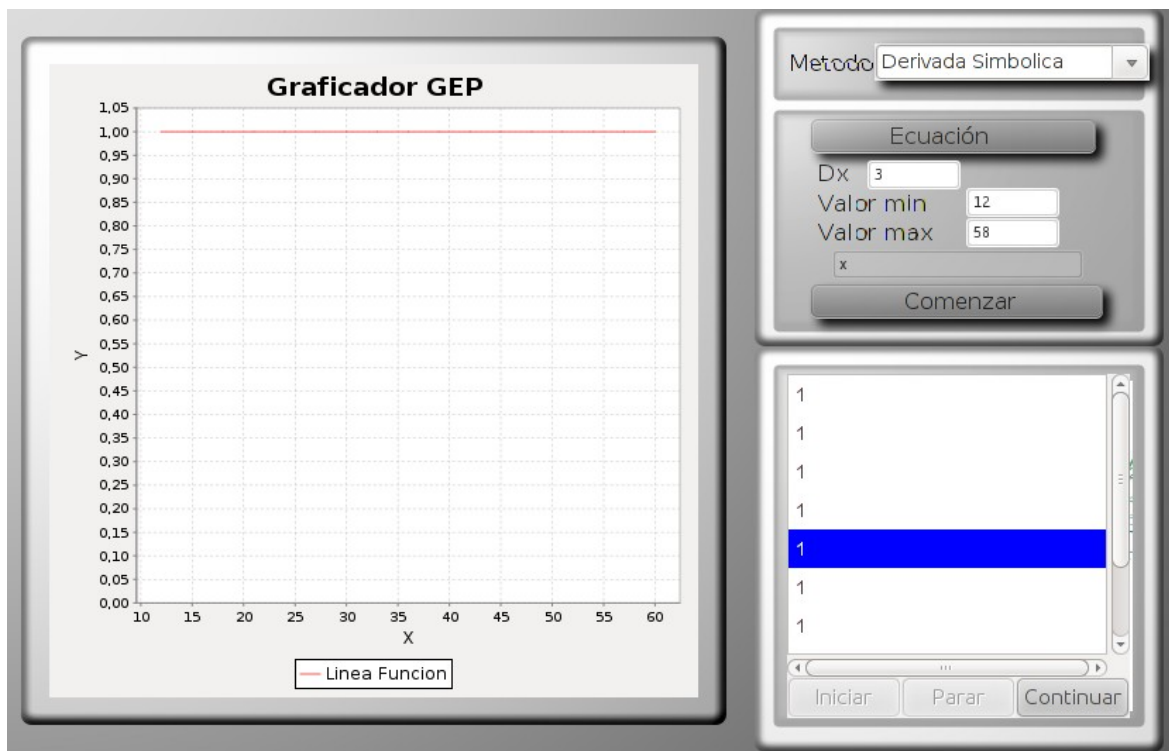 Graficador GEP
1,05
1,00
0,95
0,90
0,85
0,80
0,75
0,70
0,65
0,60
0,55
0,50
0,45
0,40
0,35
0,30
0,25
0,20
0,15
0,10
0,05
0,00
Y
10 15 20 25 30 35 40 45 50 55 60
X
Linea Funcion
Metodo Derivada Simbolica
Ecuación
Dx 3
Valor min 12
Valor max 58
x
Comenzar
1
1
1
1
1
1
1
Iniciar Parar Continuar